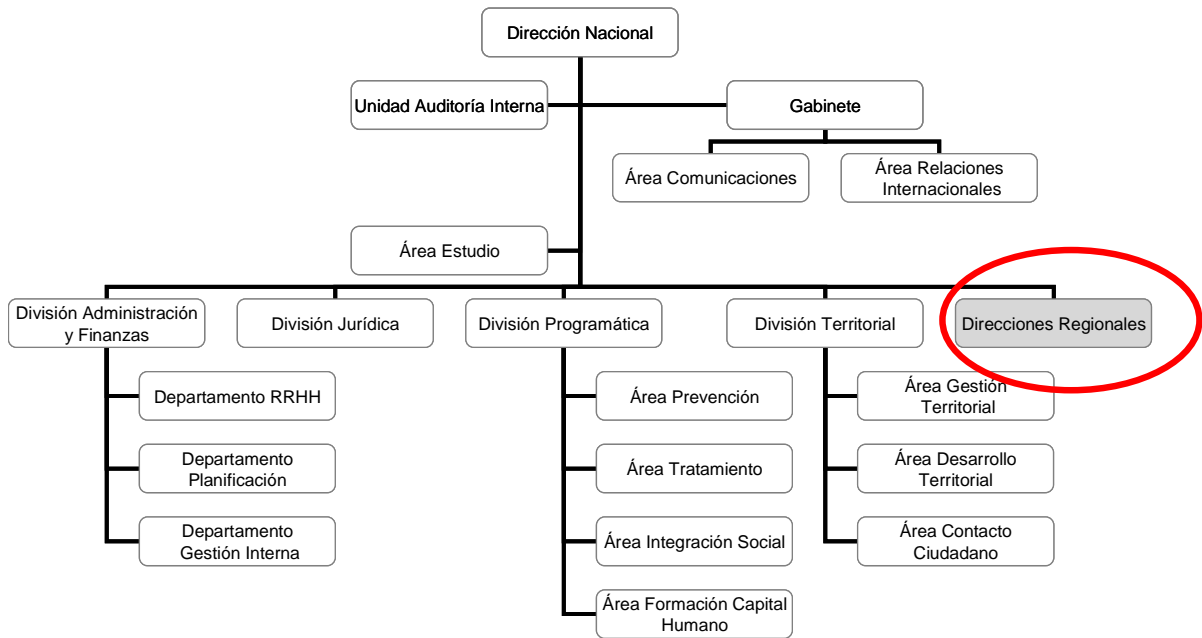 Dirección Nacional
Unidad Auditoría Interna
Gabinete
Área Comunicaciones
Área Relaciones
Internacionales
Área Estudio
División Administración
y Finanzas
División Jurídica
División Programática
División Territorial
Direcciones Regionales
Departamento RRHH
Departamento
Planificación
Departamento
Gestión Interna
Área Prevención
Área Tratamiento
Área Integración Social
Área Formación Capital
Humano
Área Gestión
Territorial
Área Desarrollo
Territorial
Área Contacto
Ciudadano